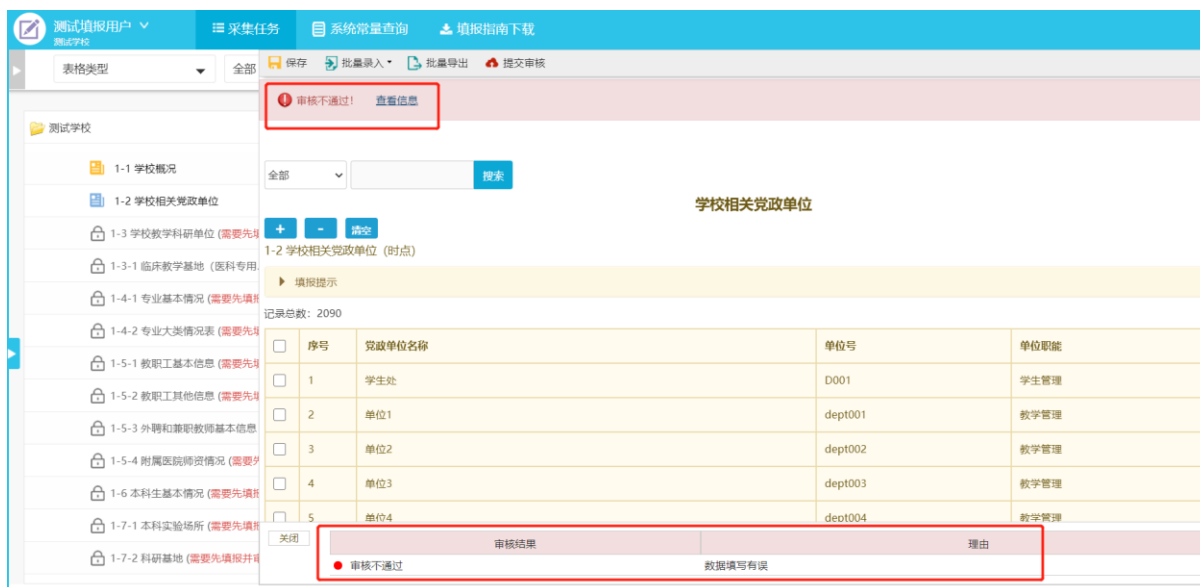 测试填报用户
测试学校
采集任务
系统常量查询
填报指南下载
表格类型
全部
保存
批量录入
批量导出
提交审核
审核不通过!
查看信息
测试学校
1-1 学校概况
1-2 学校相关党政单位
1-3 学校教学科研单位 (需要先填
1-3-1 临床教学基地（医科专用
1-4-1 专业基本情况 (需要先填报
1-4-2 专业大类情况表 (需要先填
1-5-1 教职工基本信息 (需要先填
1-5-2 教职工其他信息 (需要先填
1-5-3 外聘和兼职教师基本信息
1-5-4 附属医院师资情况 (需要先
1-6 本科生基本情况 (需要先填报
1-7-1 本科实验场所 (需要先填报
1-7-2 科研基地 (需要先填报并审
全部
搜索
学校相关党政单位
+ - 清空
1-2 学校相关党政单位（时点）
填报提示
记录总数：2090
序号 党政单位名称 单位号 单位职能
1 学生处 D001 学生管理
2 单位1 dept001 教学管理
3 单位2 dept002 教学管理
4 单位3 dept003 教学管理
5 单位4 dept004 教学管理
关闭
审核结果 理由
审核不通过 数据填写有误